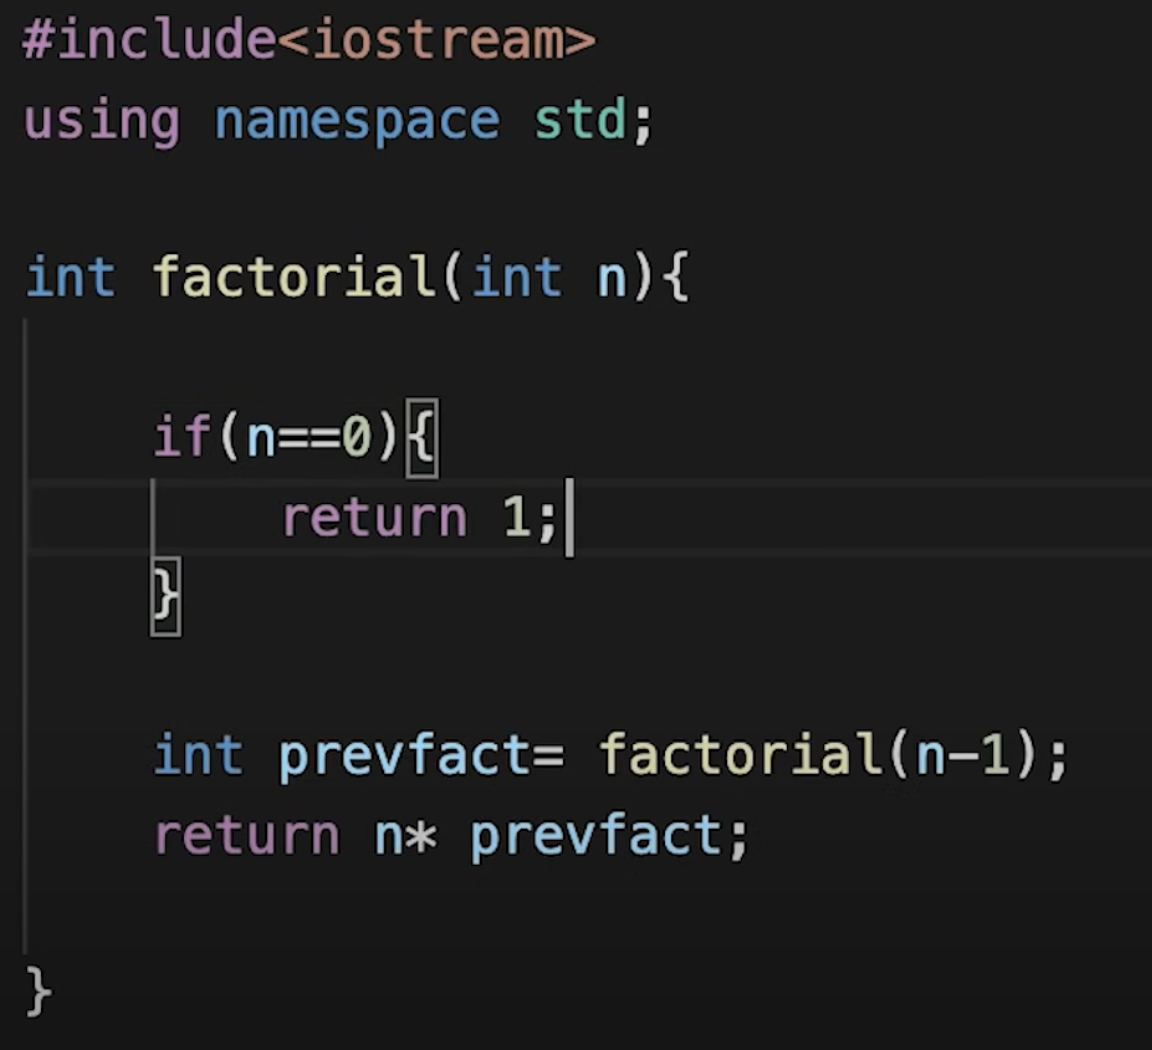 #include<iostream>
using namespace std;
int factorial(int n){
if(n==0){
return 1;
}
int prevfact= factorial(n-1);
return n* prevfact;
}